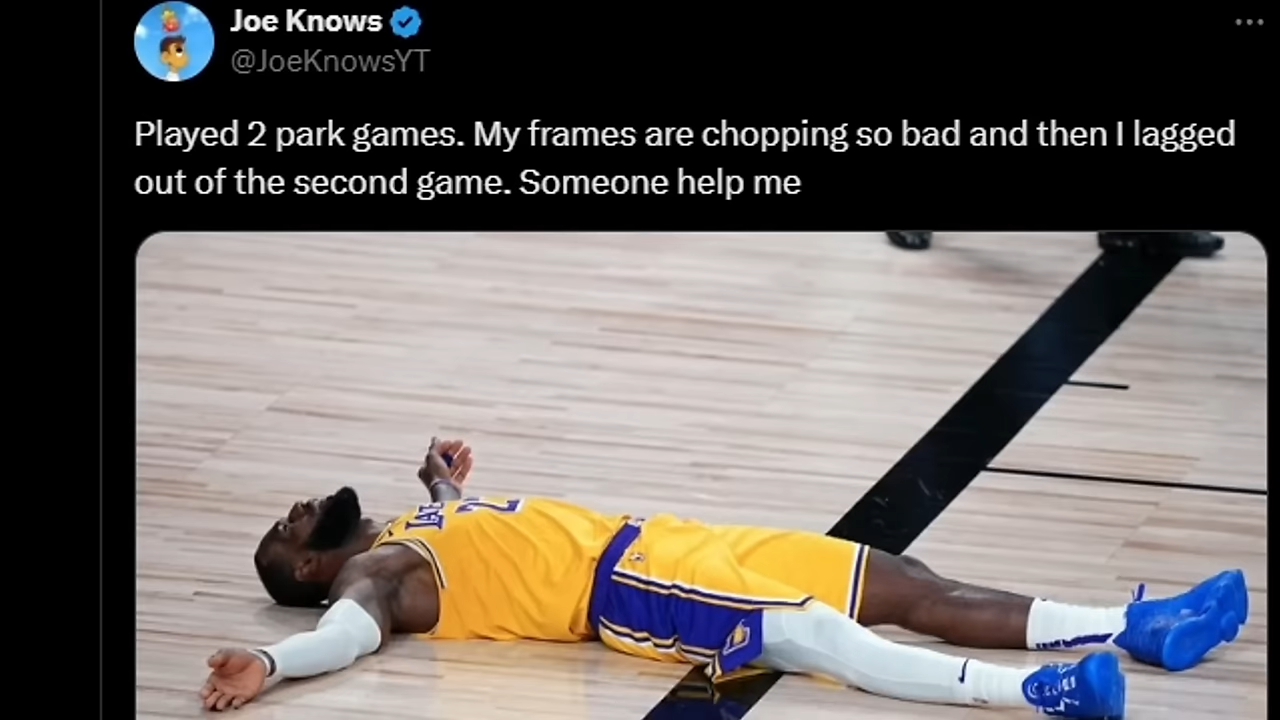 Joe Knows
@JoeKnowsYT
Played 2 park games. My frames are chopping so bad and then I lagged
out of the second game. Someone help me